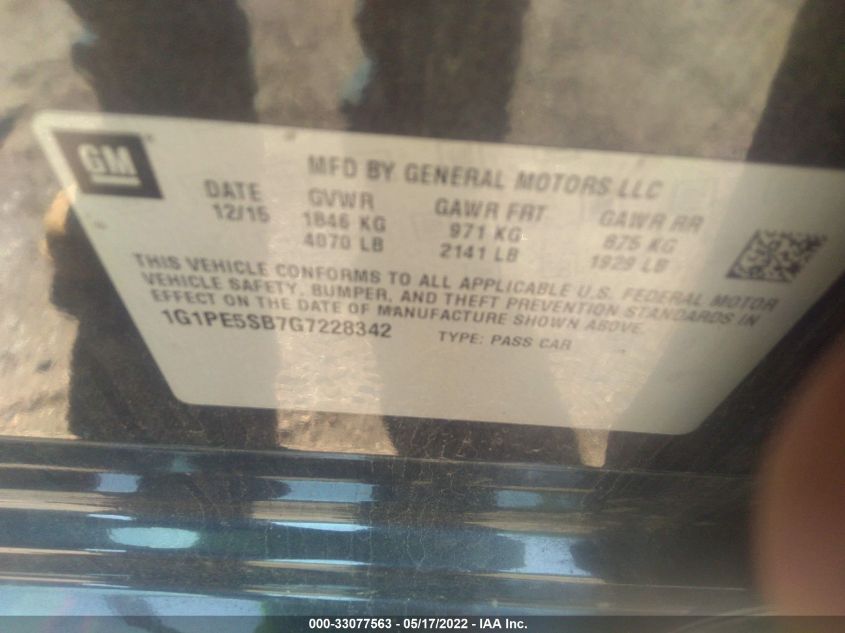 GM
MFD BY GENERAL MOTORS LLC
DATE GVWR GAWR FRT GAWR RR
12/15 1846 KG 971 KG 875 KG
4070 LB 2141 LB 1929 LB
THIS VEHICLE CONFORMS TO ALL APPLICABLE U.S. FEDERAL MOTOR
VEHICLE SAFETY, BUMPER, AND THEFT PREVENTION STANDARDS IN
EFFECT ON THE DATE OF MANUFACTURE SHOWN ABOVE.
1G1PE5SB7G7228342 TYPE: PASS CAR
000-33077563 - 05/17/2022 - IAA Inc.